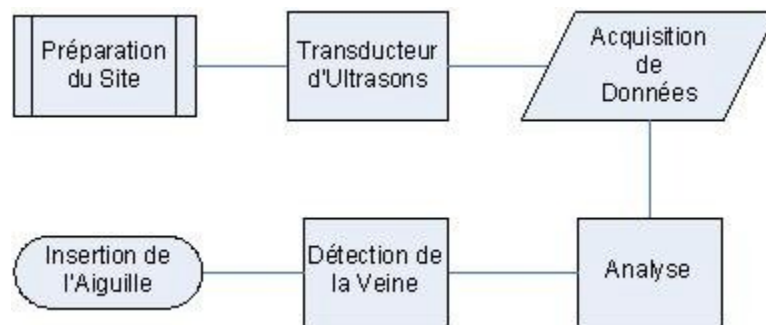 Préparation
du Site
Transducteur
d'Ultrasons
Acquisition
de
Données
Insertion de
l'Aiguille
Détection de
la Veine
Analyse